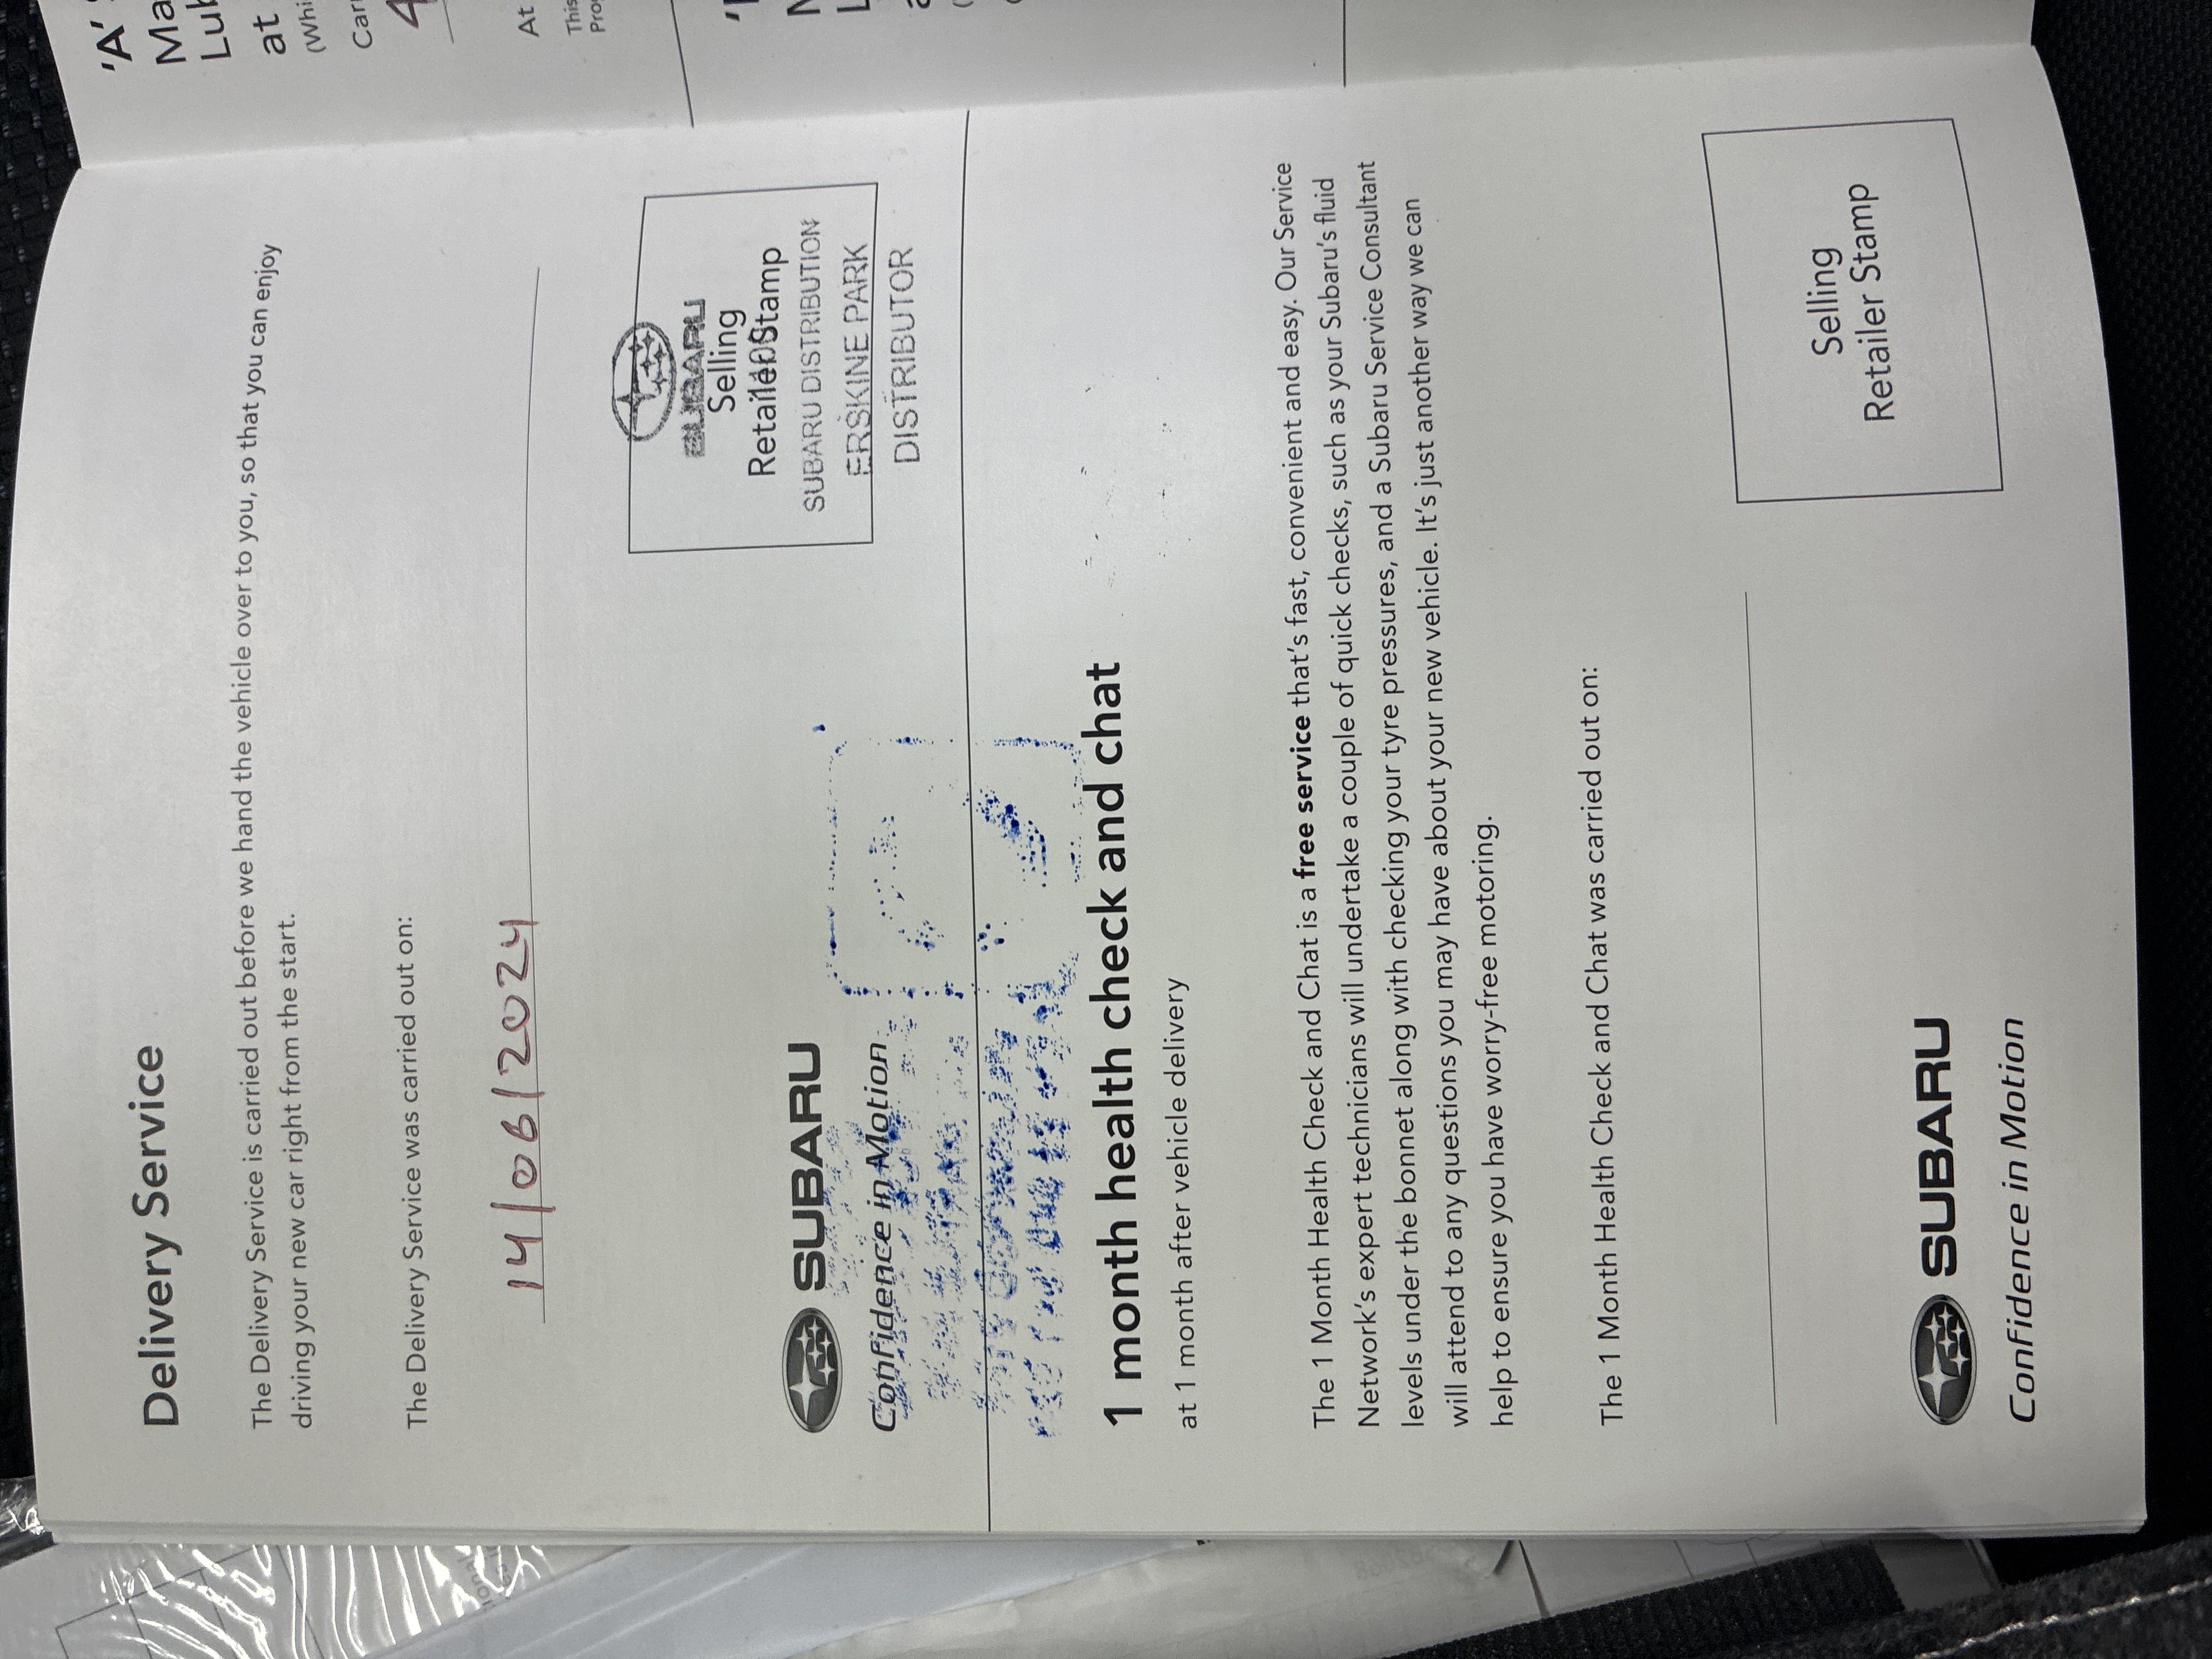 Delivery Service
The Delivery Service is carried out before we hand the vehicle over to you, so that you can enjoy
driving your new car right from the start.
The Delivery Service was carried out on:
14/06/2024
SUBARU
Confidence in Motion
SUBARU
Selling
Retailer Stamp
SUBARU DISTRIBUTION
ERSKINE PARK
DISTRIBUTOR
1 month health check and chat
at 1 month after vehicle delivery
The 1 Month Health Check and Chat is a free service that's fast, convenient and easy. Our Service
Network's expert technicians will undertake a couple of quick checks, such as your Subaru's fluid
levels under the bonnet along with checking your tyre pressures, and a Subaru Service Consultant
will attend to any questions you may have about your new vehicle. It's just another way we can
help to ensure you have worry-free motoring.
The 1 Month Health Check and Chat was carried out on:
SUBARU
Confidence in Motion
Selling
Retailer Stamp
'A'
at
At
This